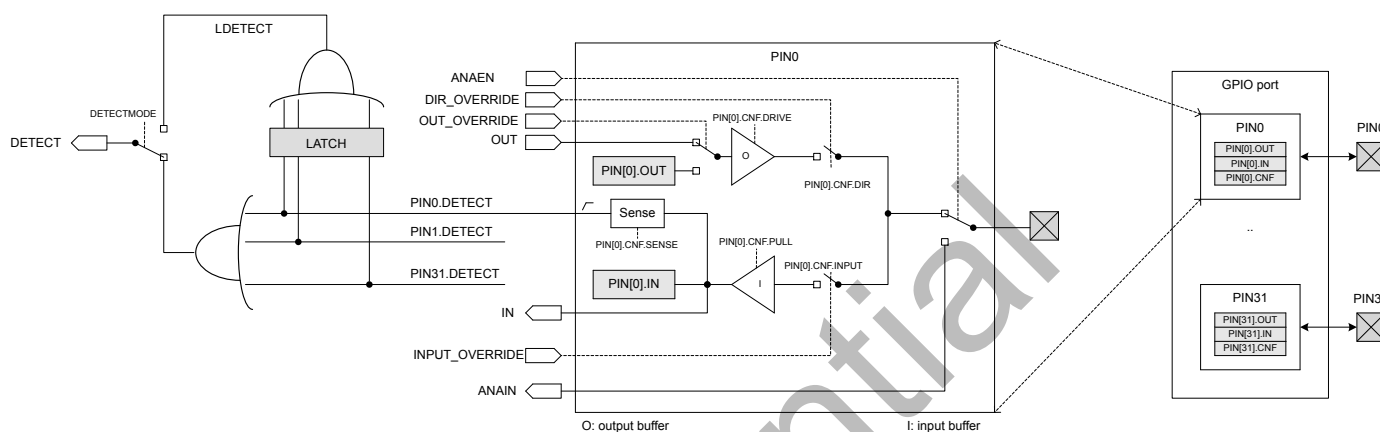 LDETECT
DETECTMODE
DETECT
LATCH
PIN0.DETECT
PIN1.DETECT
PIN31.DETECT
ANAEN
DIR_OVERRIDE
OUT_OVERRIDE
OUT
IN
INPUT_OVERRIDE
ANAIN
PIN0
PIN[0].CNF.DRIVE
O
PIN[0].OUT
PIN[0].CNF.DIR
Sense
PIN[0].CNF.SENSE
PIN[0].CNF.PULL
PIN[0].CNF.INPUT
PIN[0].IN
I
O: output buffer
I: input buffer
GPIO port
PIN0
PIN[0].OUT
PIN[0].IN
PIN[0].CNF
..
PIN31
PIN[31].OUT
PIN[31].IN
PIN[31].CNF
ntial